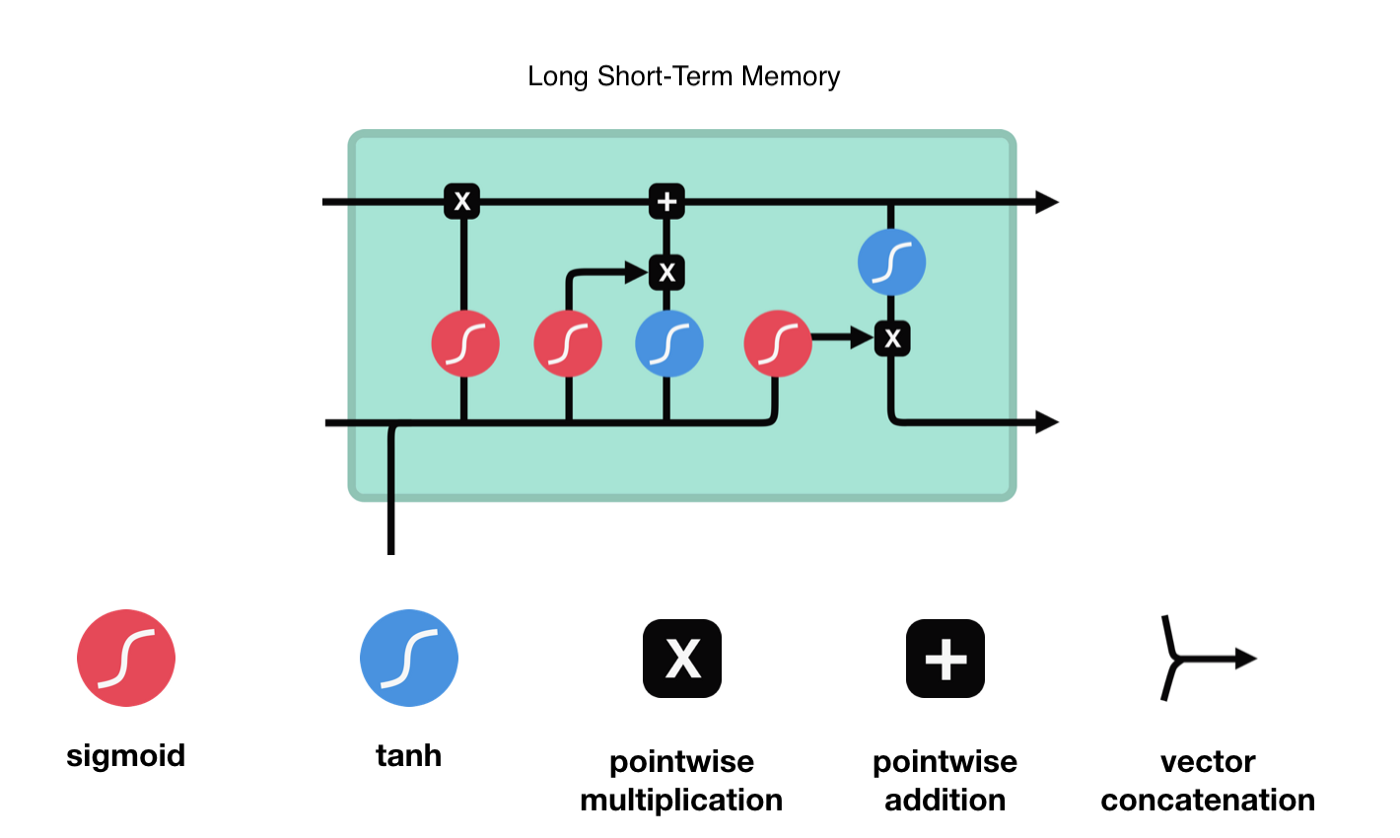 Long Short-Term Memory
X
+
X
X
X
+
sigmoid
tanh
pointwise
multiplication
pointwise
addition
vector
concatenation